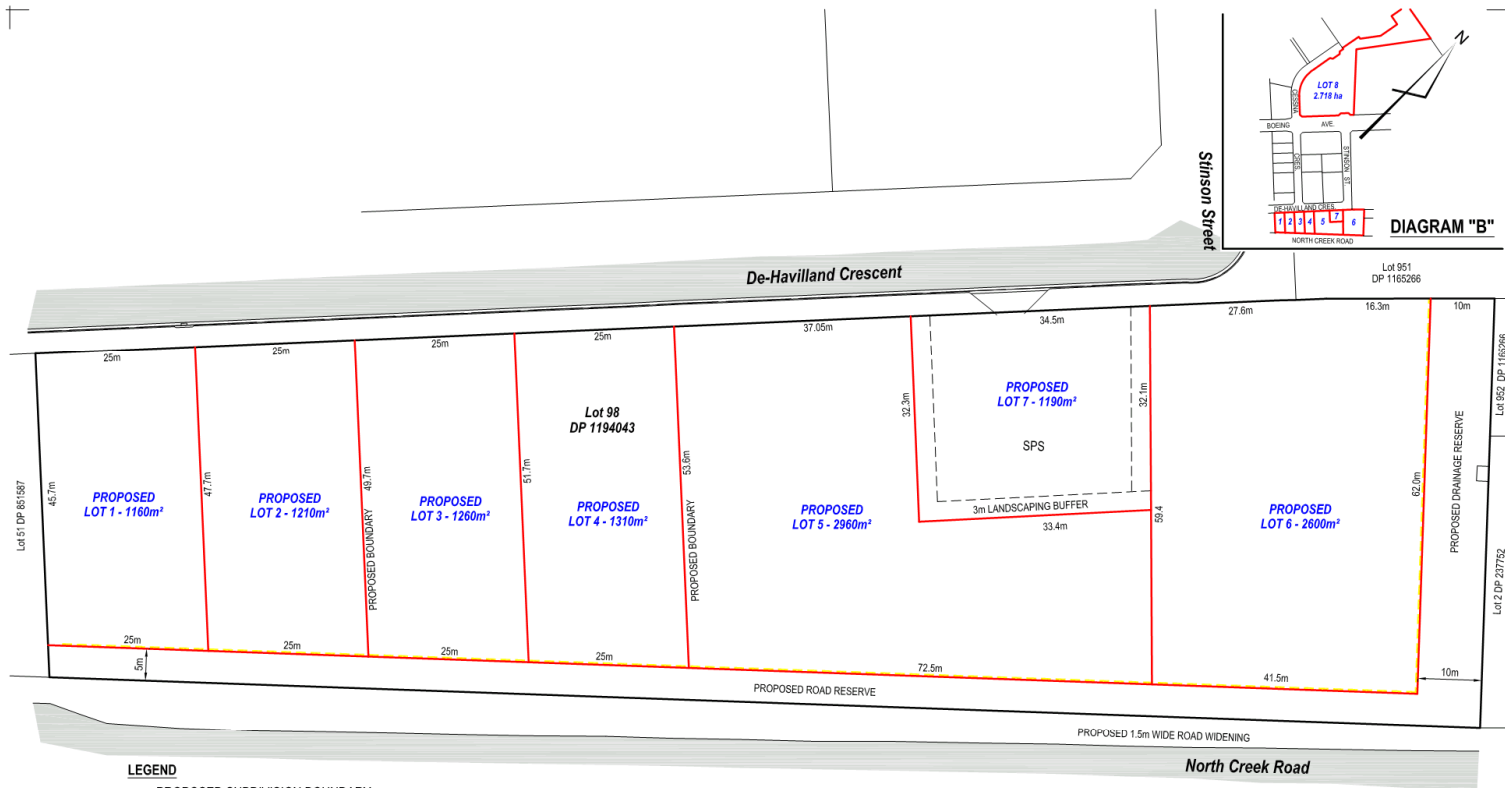 N
LOT 8
2.718 ha
CESSNA
BOEING
AVE.
CRES.
STINSON ST.
DE-HAVILLAND CRES.
1
2
3
4
5
7
6
NORTH CREEK ROAD
DIAGRAM "B"
Stinson Street
De-Havilland Crescent
Lot 951
DP 1165266
25m
25m
25m
25m
37.05m
34.5m
27.6m
16.3m
10m
Lot 51 DP 851587
45.7m
PROPOSED
LOT 1 - 1160m²
47.7m
PROPOSED
LOT 2 - 1210m²
49.7m
PROPOSED BOUNDARY
PROPOSED
LOT 3 - 1260m²
51.7m
Lot 98
DP 1194043
PROPOSED
LOT 4 - 1310m²
53.6m
PROPOSED BOUNDARY
PROPOSED
LOT 5 - 2960m²
32.3m
PROPOSED
LOT 7 - 1190m²
SPS
32.1m
3m LANDSCAPING BUFFER
33.4m
59.4
PROPOSED
LOT 6 - 2600m²
62.0m
PROPOSED DRAINAGE RESERVE
Lot 952 DP 1165266
Lot 2 DP 237752
25m
25m
25m
25m
72.5m
41.5m
10m
5m
PROPOSED ROAD RESERVE
PROPOSED 1.5m WIDE ROAD WIDENING
North Creek Road
LEGEND
PROPOSED SUBDIVISION BOUNDARY